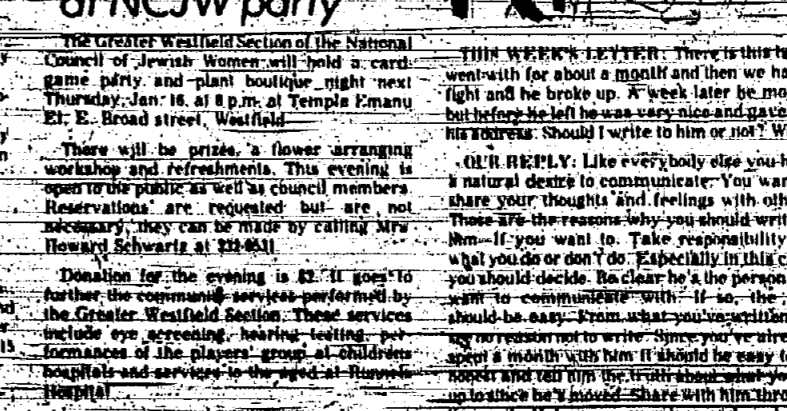 at NCJW party
The Greater Westfield Section of the National
Council of Jewish Women will hold a card
game party and plant boutique night next
Thursday, Jan. 16, at 8 p.m. at Temple Emanu
El, E. Broad street, Westfield.
There will be prizes, a flower arranging
workshop and refreshments. This evening is
open to the public as well as council members.
Reservations are requested but are not
necessary, they can be made by calling Mrs
Howard Schwartz at
Donation for the evening is $2. It goes to
further the community services performed by
the Greater Westfield Section. These services
include eye screening, hearing testing, per-
formances of the players' group at childrens
hospitals and services to the aged at Runnels
Hospital
THIS WEEK'S LETTER: There is this
went with for about a month and then we
fight and he broke up. A week later he
but before he left he was very nice and gave
his address. Should I write to him or not?
OUR REPLY: Like everybody else you
a natural desire to communicate. You
share your thoughts and feelings with
Those are the reasons why you should
him—if you want to. Take responsibility
what you do or don't do. Especially in this
you should decide. Be clear he's the person
want to communicate with. If so, the
should be easy. From what you've written
no reason not to write. Since you've
spent a month with him it should be easy
honest and tell him the truth about what
up to since he's moved. Share with him